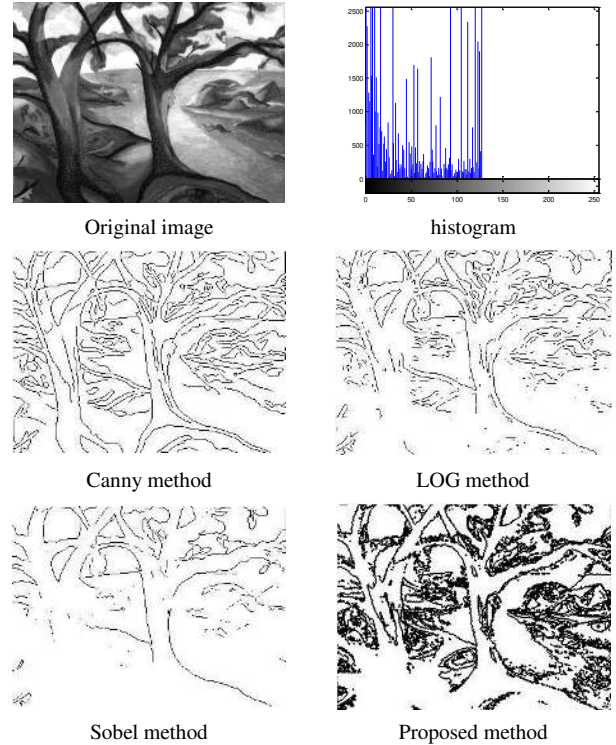 2500
2000
1500
1000
500
0
0 50 100 150 200 250
Original image
histogram
Canny method
LOG method
Sobel method
Proposed method